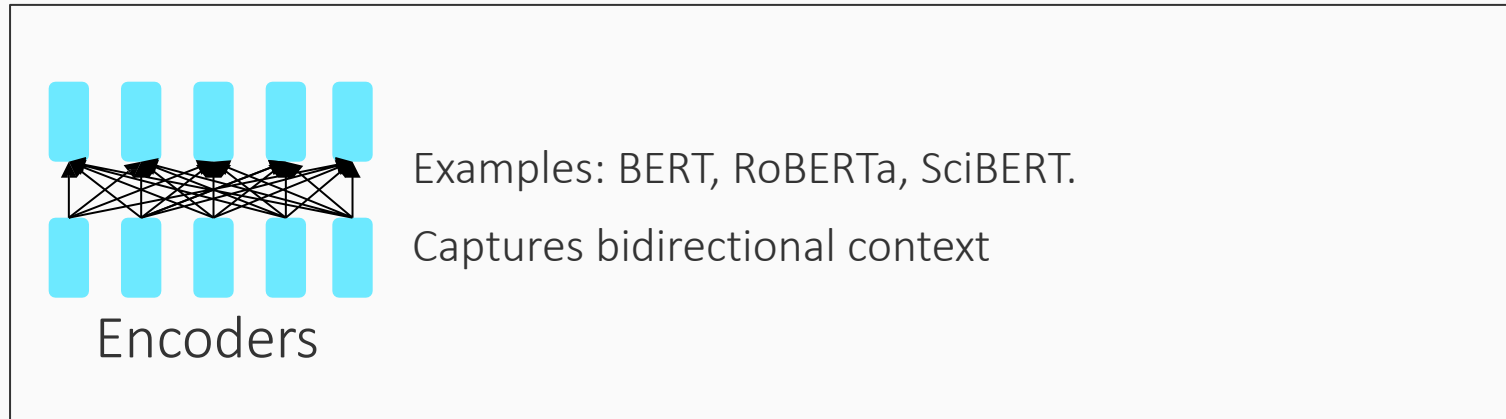 Examples: BERT, RoBERTa, SciBERT.
Captures bidirectional context
Encoders